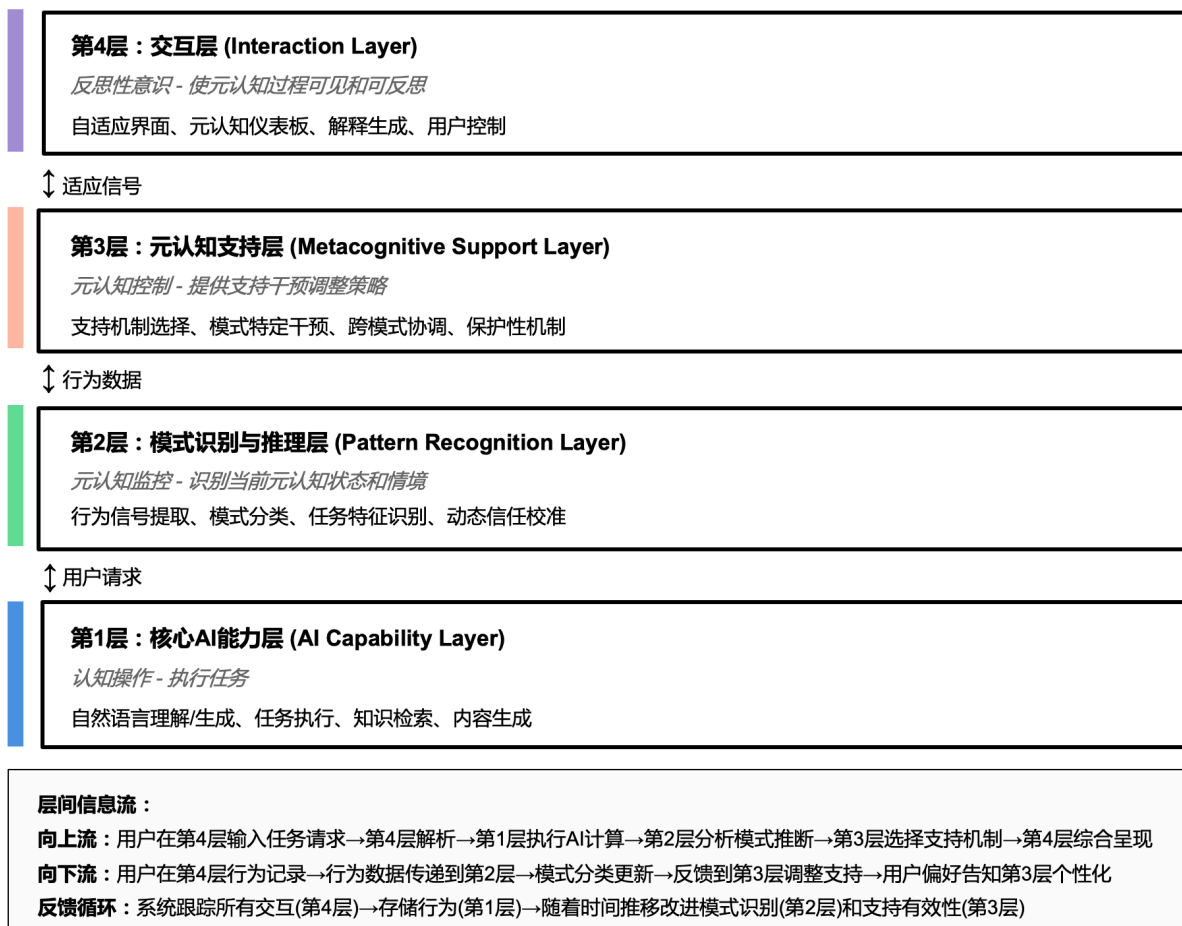 第4层：交互层 (Interaction Layer)
反思性意识 - 使元认知过程可见和可反思
自适应界面、元认知仪表板、解释生成、用户控制
↕ 适应信号
第3层：元认知支持层 (Metacognitive Support Layer)
元认知控制 - 提供支持干预调整策略
支持机制选择、模式特定干预、跨模式协调、保护性机制
↕ 行为数据
第2层：模式识别与推理层 (Pattern Recognition Layer)
元认知监控 - 识别当前元认知状态和情境
行为信号提取、模式分类、任务特征识别、动态信任校准
↕ 用户请求
第1层：核心AI能力层 (AI Capability Layer)
认知操作 - 执行任务
自然语言理解/生成、任务执行、知识检索、内容生成
层间信息流：
向上流：用户在第4层输入任务请求→第4层解析→第1层执行AI计算→第2层分析模式推断→第3层选择支持机制→第4层综合呈现
向下流：用户在第4层行为记录→行为数据传递到第2层→模式分类更新→反馈到第3层调整支持→用户偏好告知第3层个性化
反馈循环：系统跟踪所有交互(第4层)→存储行为(第1层)→随着时间推移改进模式识别(第2层)和支持有效性(第3层)